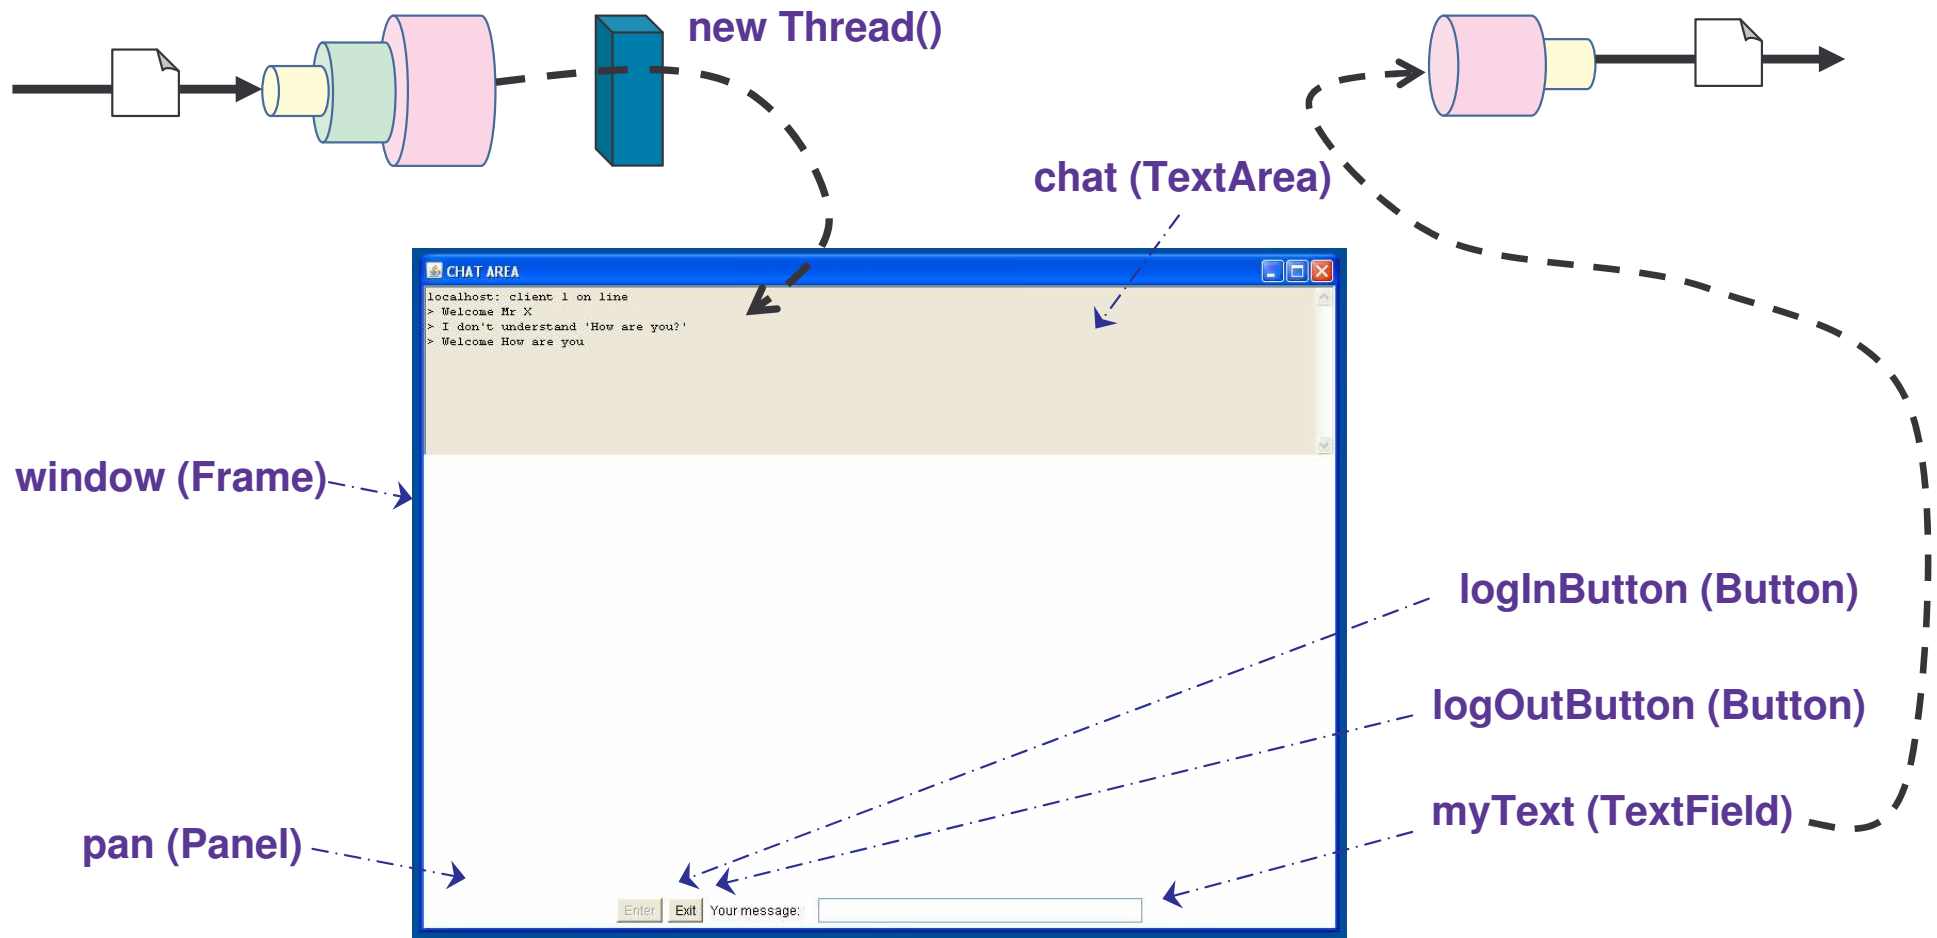 new Thread()
chat (TextArea)
CHAT AREA
localhost: client 1 on line
> Welcome Mr X
> I don't understand 'How are you?'
> Welcome How are you
window (Frame)
logInButton (Button)
logOutButton (Button)
myText (TextField)
pan (Panel)
Enter Exit Your message: